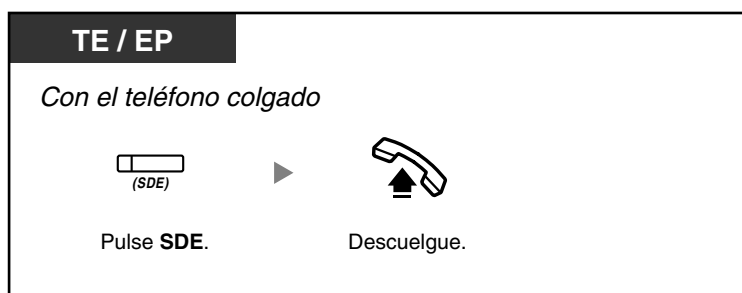 TE / EP
Con el teléfono colgado
(SDE)
Pulse SDE.
Descuelgue.